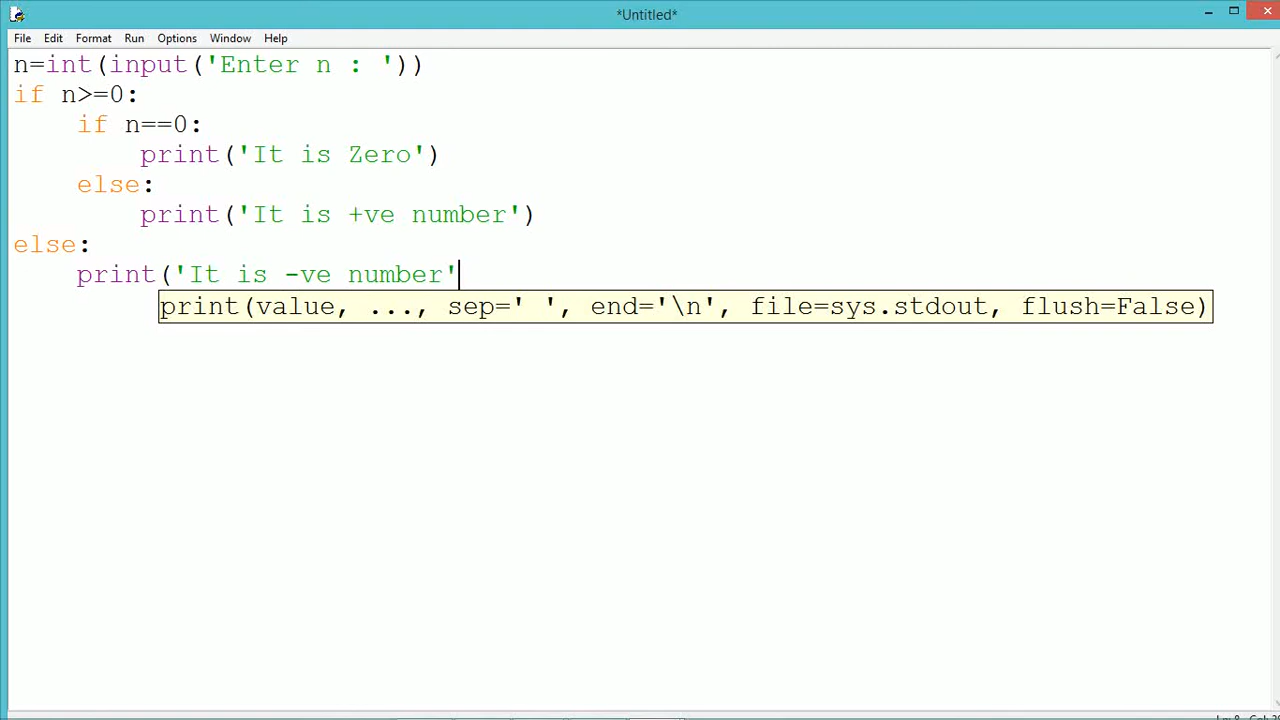 *Untitled*
File Edit Format Run Options Window Help
n=int(input('Enter n : '))
if n>=0:
    if n==0:
        print('It is Zero')
    else:
        print('It is +ve number')
else:
    print('It is -ve number'
print(value, ..., sep=' ', end='\n', file=sys.stdout, flush=False)